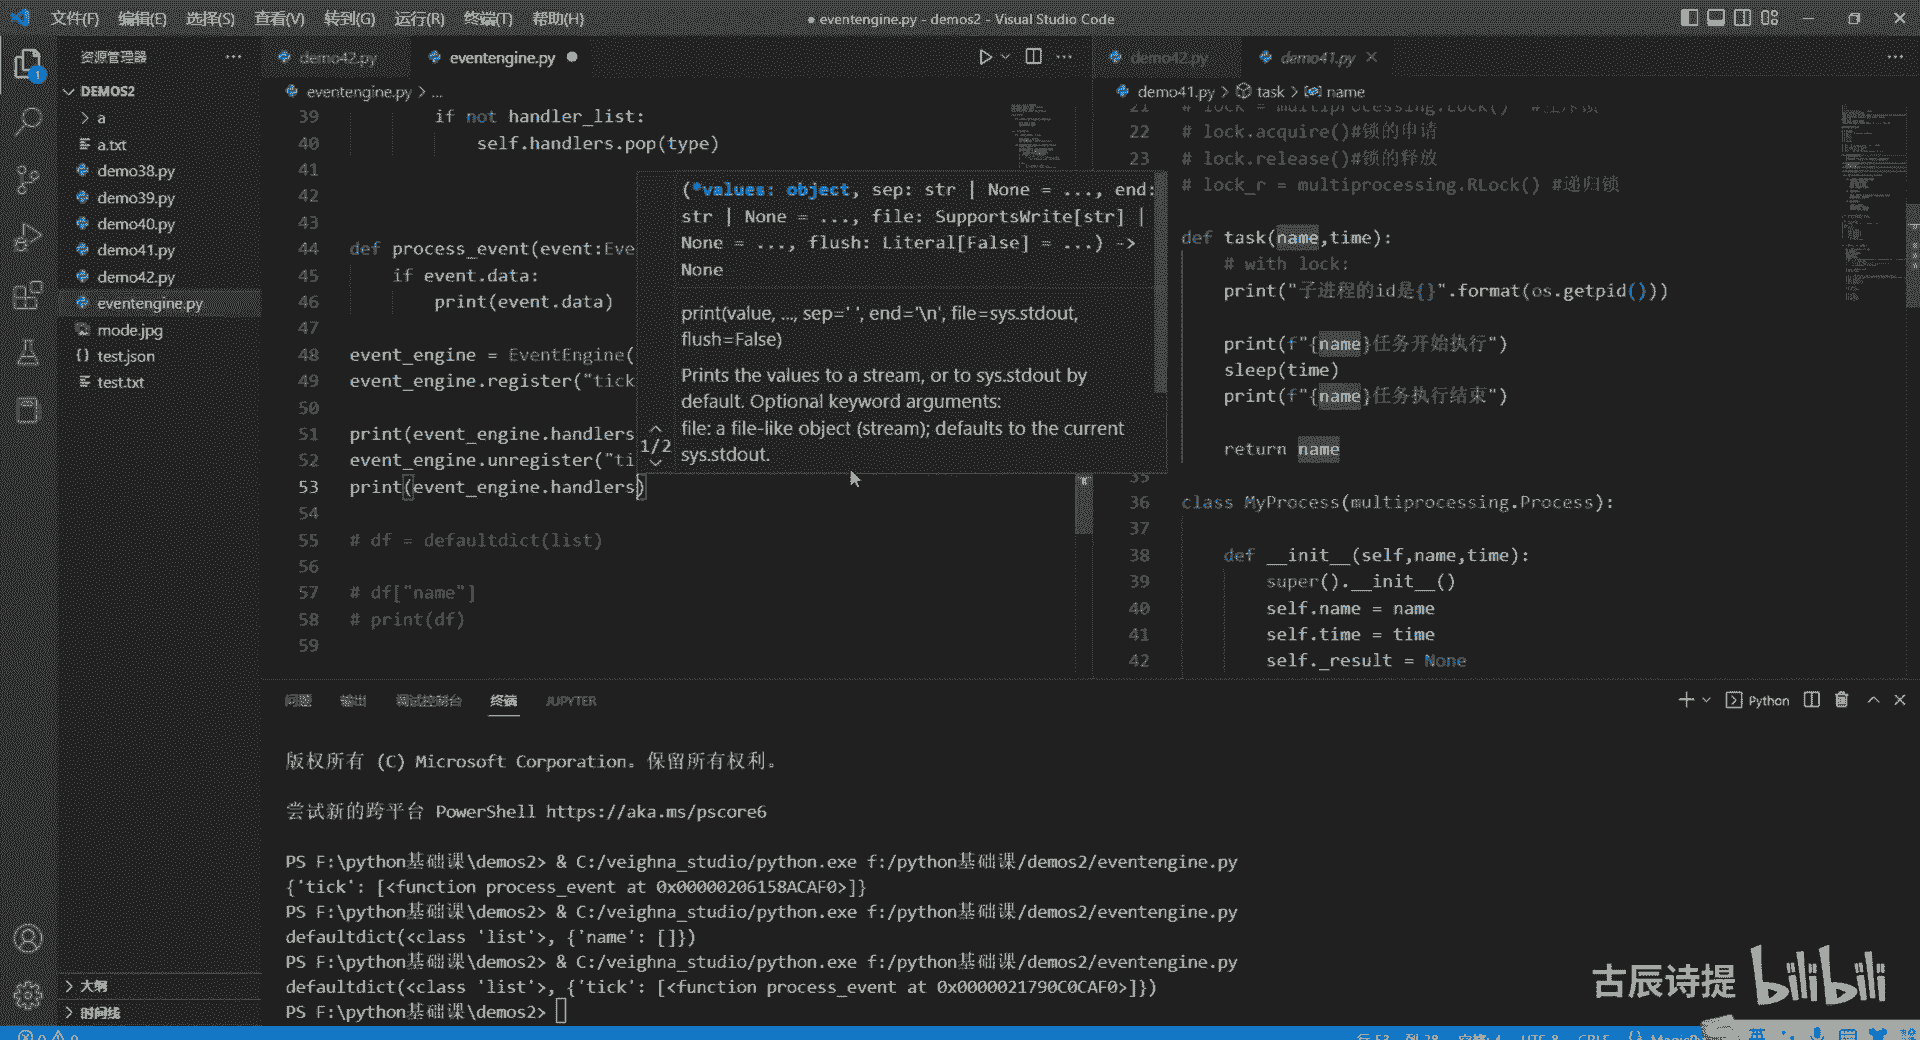 文件(F) 编辑(E) 选择(S) 查看(V) 转到(G) 运行(R) 终端(T) 帮助(H)
● eventengine.py - demos2 - Visual Studio Code
资源管理器
DEMOS2
a
a.txt
demo38.py
demo39.py
demo40.py
demo41.py
demo42.py
eventengine.py
mode.jpg
test.json
test.txt
大纲
时间线
demo42.py
eventengine.py
eventengine.py > ...
39 if not handler_list:
40 self.handlers.pop(type)
41
42
43
44 def process_event(event:Eve
45 if event.data:
46 print(event.data)
47
48 event_engine = EventEngine(
49 event_engine.register("tick
50
51 print(event_engine.handlers
52 event_engine.unregister("ti
53 print(event_engine.handlers)
54
55 # df = defaultdict(list)
56
57 # df["name"]
58 # print(df)
59
(*values: object, sep: str | None = ..., end:
str | None = ..., file: SupportsWrite[str] |
None = ..., flush: Literal[False] = ...) ->
None
print(value, ..., sep=' ', end='\n', file=sys.stdout,
flush=False)
Prints the values to a stream, or to sys.stdout by
default. Optional keyword arguments:
file: a file-like object (stream); defaults to the current
sys.stdout.
1/2
demo42.py
demo41.py
demo41.py > task > name
21 # lock = multiprocessing.Lock()
22 # lock.acquire()#锁的申请
23 # lock.release()#锁的释放
# lock_r = multiprocessing.RLock() #递归锁
def task(name,time):
# with lock:
print("子进程的id是{}".format(os.getpid()))
print(f"{name}任务开始执行")
sleep(time)
print(f"{name}任务执行结束")
return name
35
36 class MyProcess(multiprocessing.Process):
37
38 def __init__(self,name,time):
39 super().__init__()
40 self.name = name
41 self.time = time
42 self._result = None
问题 输出 调试控制台 终端 JUPYTER
Python
版权所有 (C) Microsoft Corporation。保留所有权利。
尝试新的跨平台 PowerShell https://aka.ms/pscore6
PS F:\python基础课\demos2> & C:/veighna_studio/python.exe f:/python基础课/demos2/eventengine.py
{'tick': [<function process_event at 0x00000206158ACAF0>]}
PS F:\python基础课\demos2> & C:/veighna_studio/python.exe f:/python基础课/demos2/eventengine.py
defaultdict(<class 'list'>, {'name': []})
PS F:\python基础课\demos2> & C:/veighna_studio/python.exe f:/python基础课/demos2/eventengine.py
defaultdict(<class 'list'>, {'tick': [<function process_event at 0x0000021790C0CAF0>]})
PS F:\python基础课\demos2>
古辰诗提 bilibili